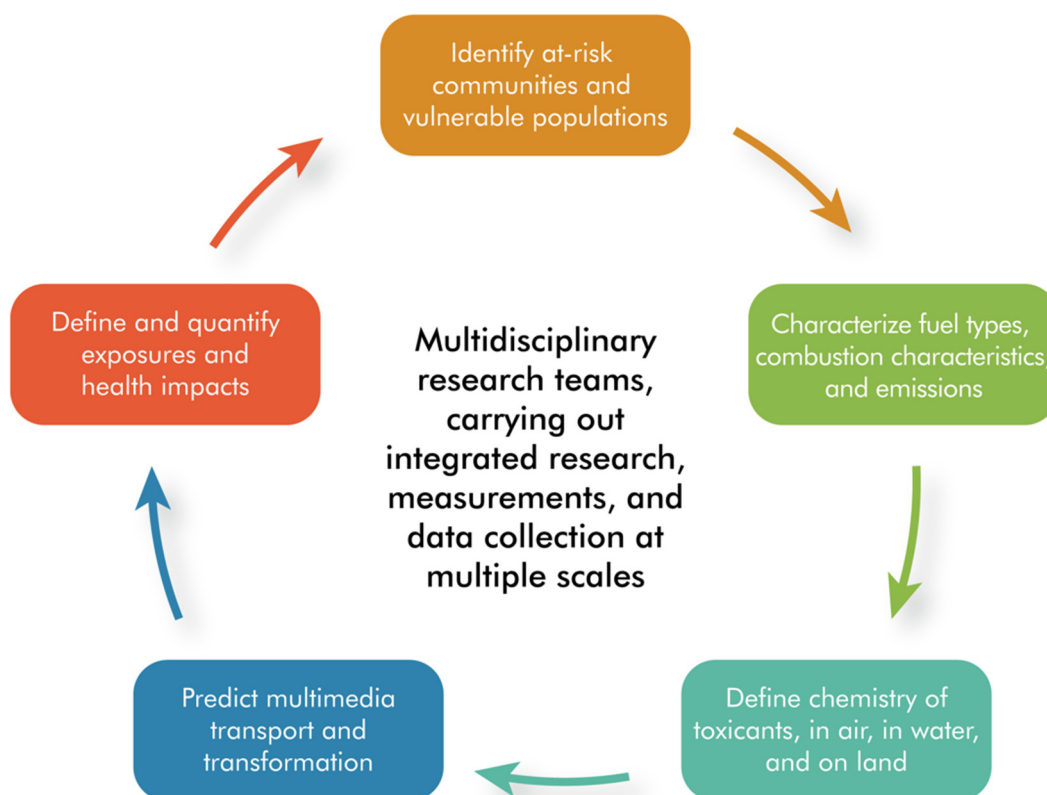 Identify at-risk
communities and
vulnerable populations
Characterize fuel types,
combustion characteristics,
and emissions
Define chemistry of
toxicants, in air, in water,
and on land
Predict multimedia
transport and
transformation
Define and quantify
exposures and
health impacts
Multidisciplinary
research teams,
carrying out
integrated research,
measurements, and
data collection at
multiple scales